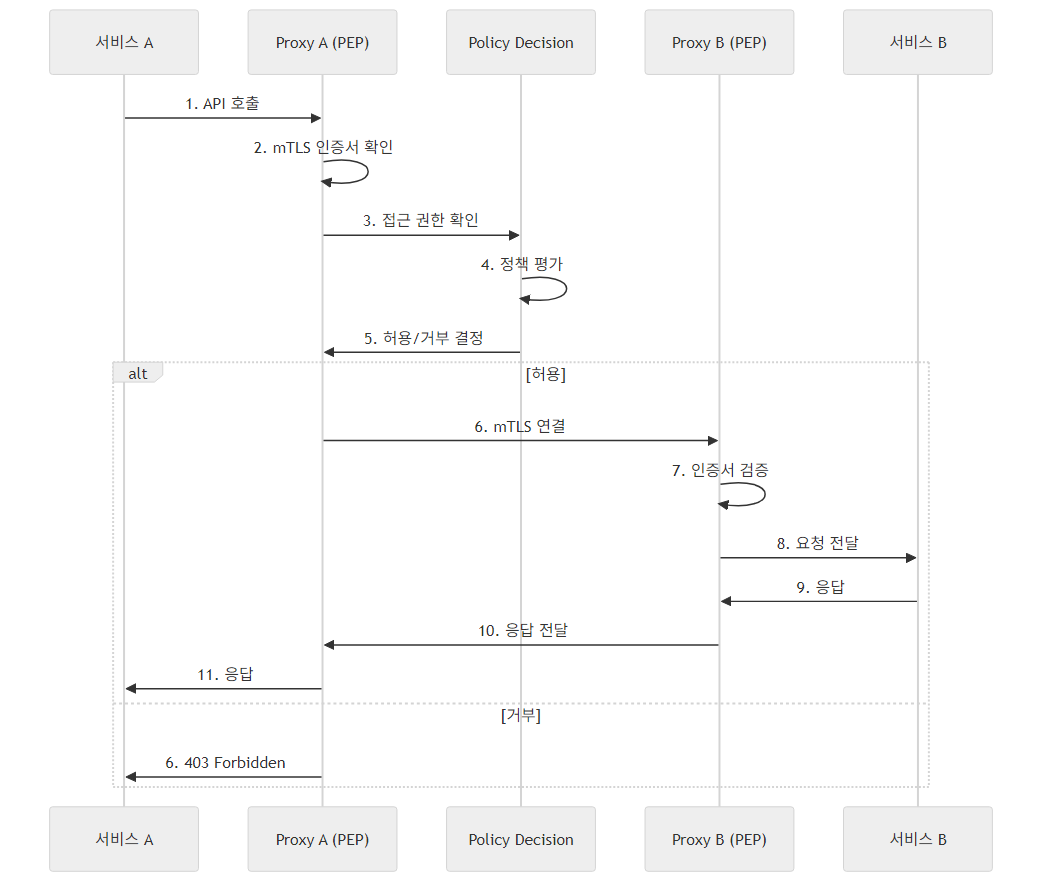 서비스 A
Proxy A (PEP)
Policy Decision
Proxy B (PEP)
서비스 B
1. API 호출
2. mTLS 인증서 확인
3. 접근 권한 확인
4. 정책 평가
5. 허용/거부 결정
alt
[허용]
6. mTLS 연결
7. 인증서 검증
8. 요청 전달
9. 응답
10. 응답 전달
11. 응답
[거부]
6. 403 Forbidden
서비스 A
Proxy A (PEP)
Policy Decision
Proxy B (PEP)
서비스 B